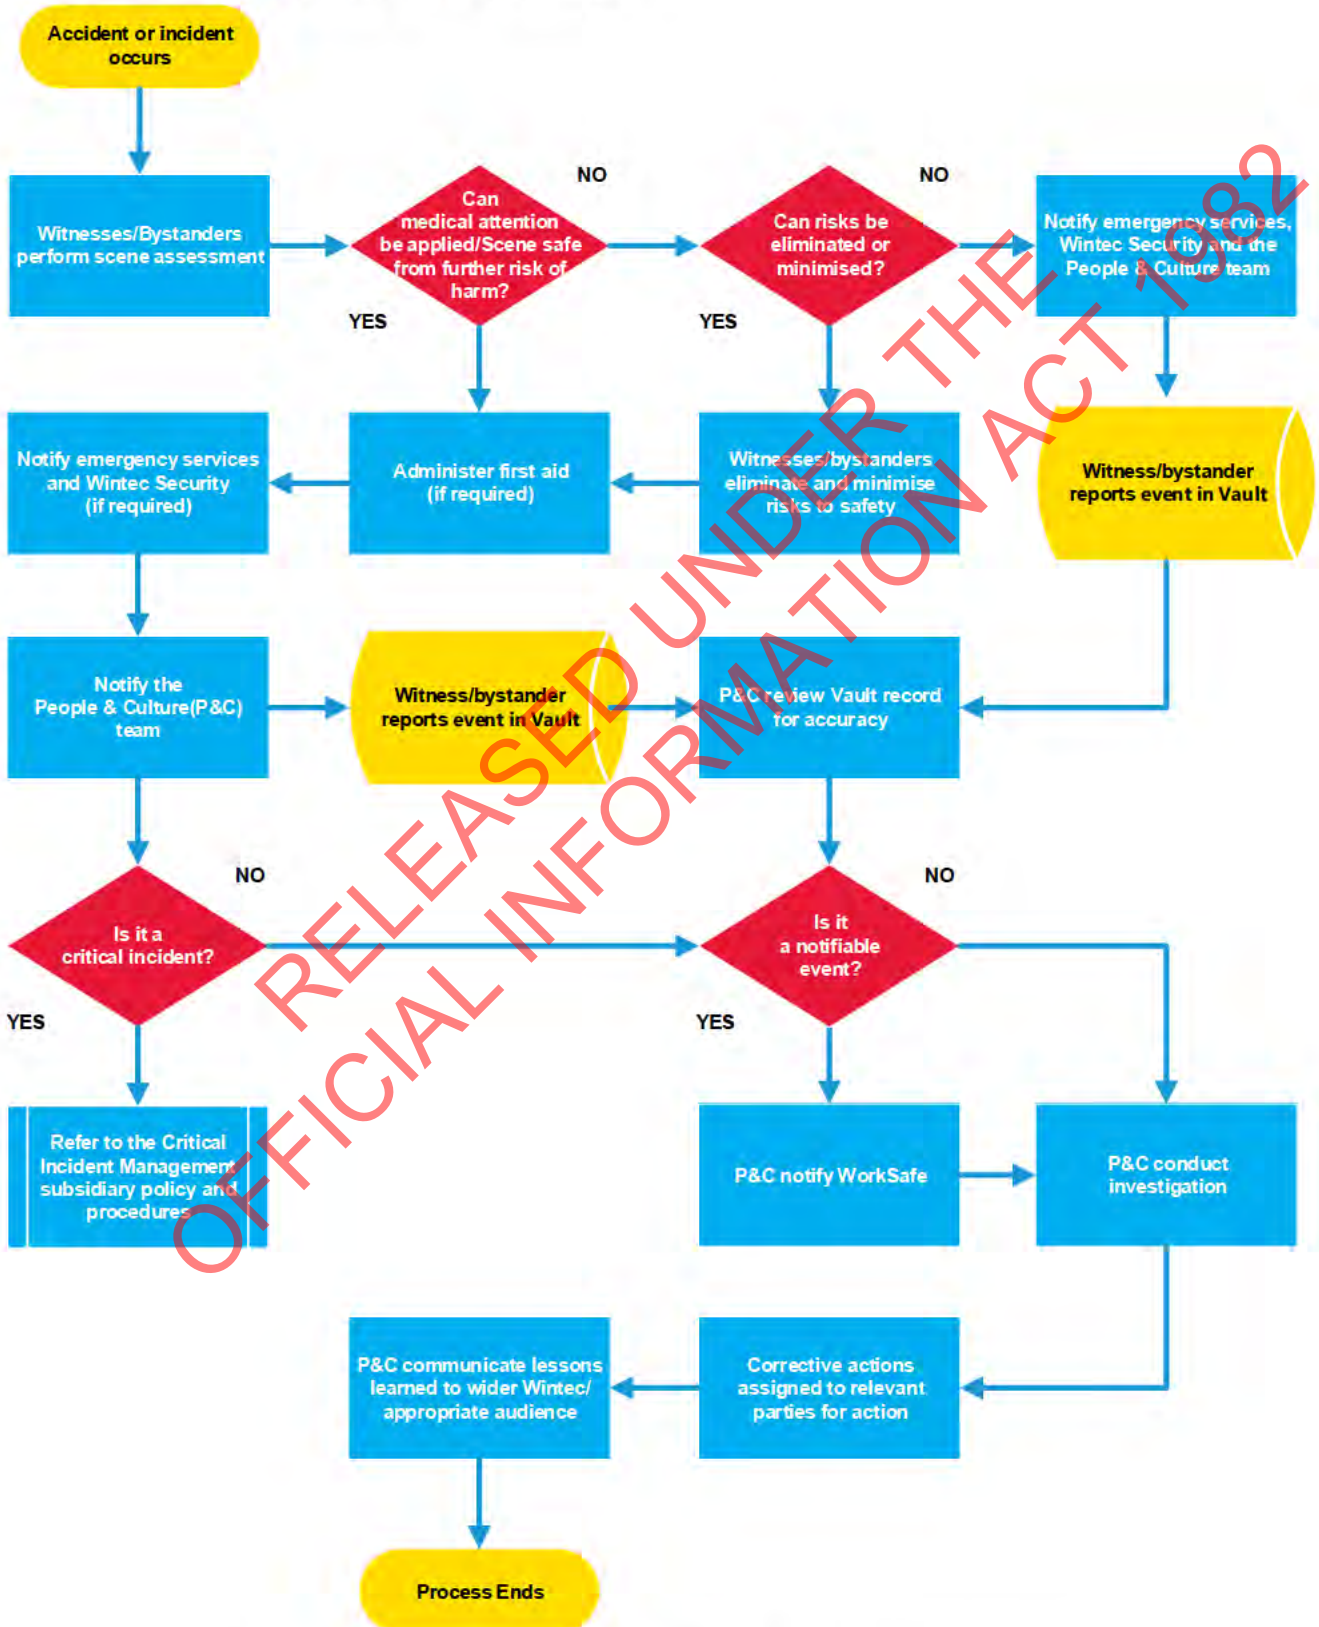 Accident or incident
occurs
Witnesses/Bystanders
perform scene assessment
Can
medical attention
be applied/Scene safe
from further risk of
harm?
NO
YES
Can risks be
eliminated or
minimised?
NO
YES
Notify emergency services,
Wintec Security and the
People & Culture team
Notify emergency services
and Wintec Security
(if required)
Administer first aid
(if required)
Witnesses/bystanders
eliminate and minimise
risks to safety
Witness/bystander
reports event in Vault
Notify the
People & Culture(P&C)
team
Witness/bystander
reports event in Vault
P&C review Vault record
for accuracy
Is it a
critical incident?
NO
YES
Is it
a notifiable
event?
NO
YES
Refer to the Critical
Incident Management
subsidiary policy and
procedures
P&C notify WorkSafe
P&C conduct
investigation
P&C communicate lessons
learned to wider Wintec/
appropriate audience
Corrective actions
assigned to relevant
parties for action
Process Ends
RELEASED UNDER THE
OFFICIAL INFORMATION ACT 1982